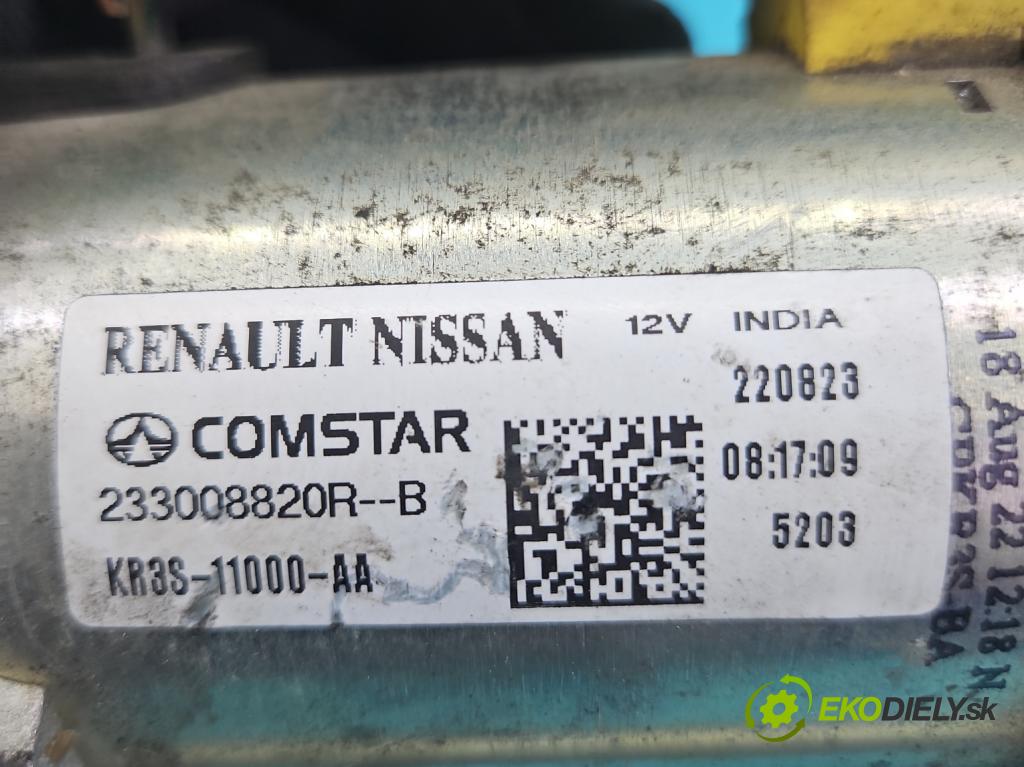 RENAULT NISSAN 12V INDIA
220823
COMSTAR
08:17:09
233008820R--B
5203
KR3S-11000-AA
18 Aug 22 12:18 N
EKODIELY.sk